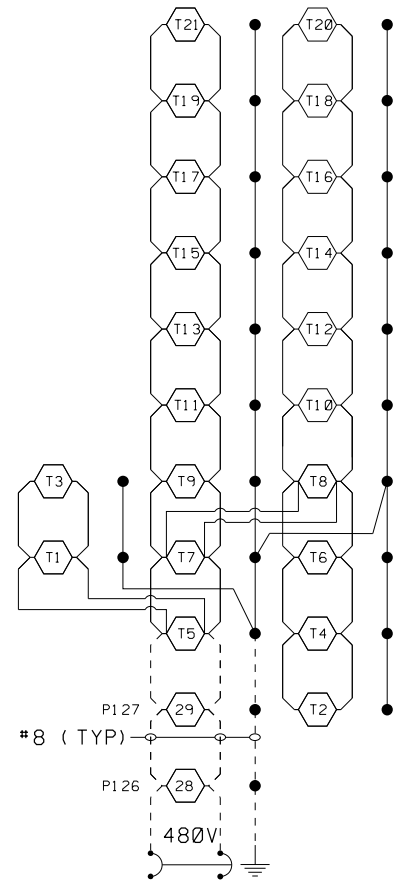 T21 T20
T19 T18
T17 T16
T15 T14
T13 T12
T11 T10
T3 T9 T8
T1 T7 T6
T5 T4
P127 29 T2
#8 (TYP)
P126 28
480V